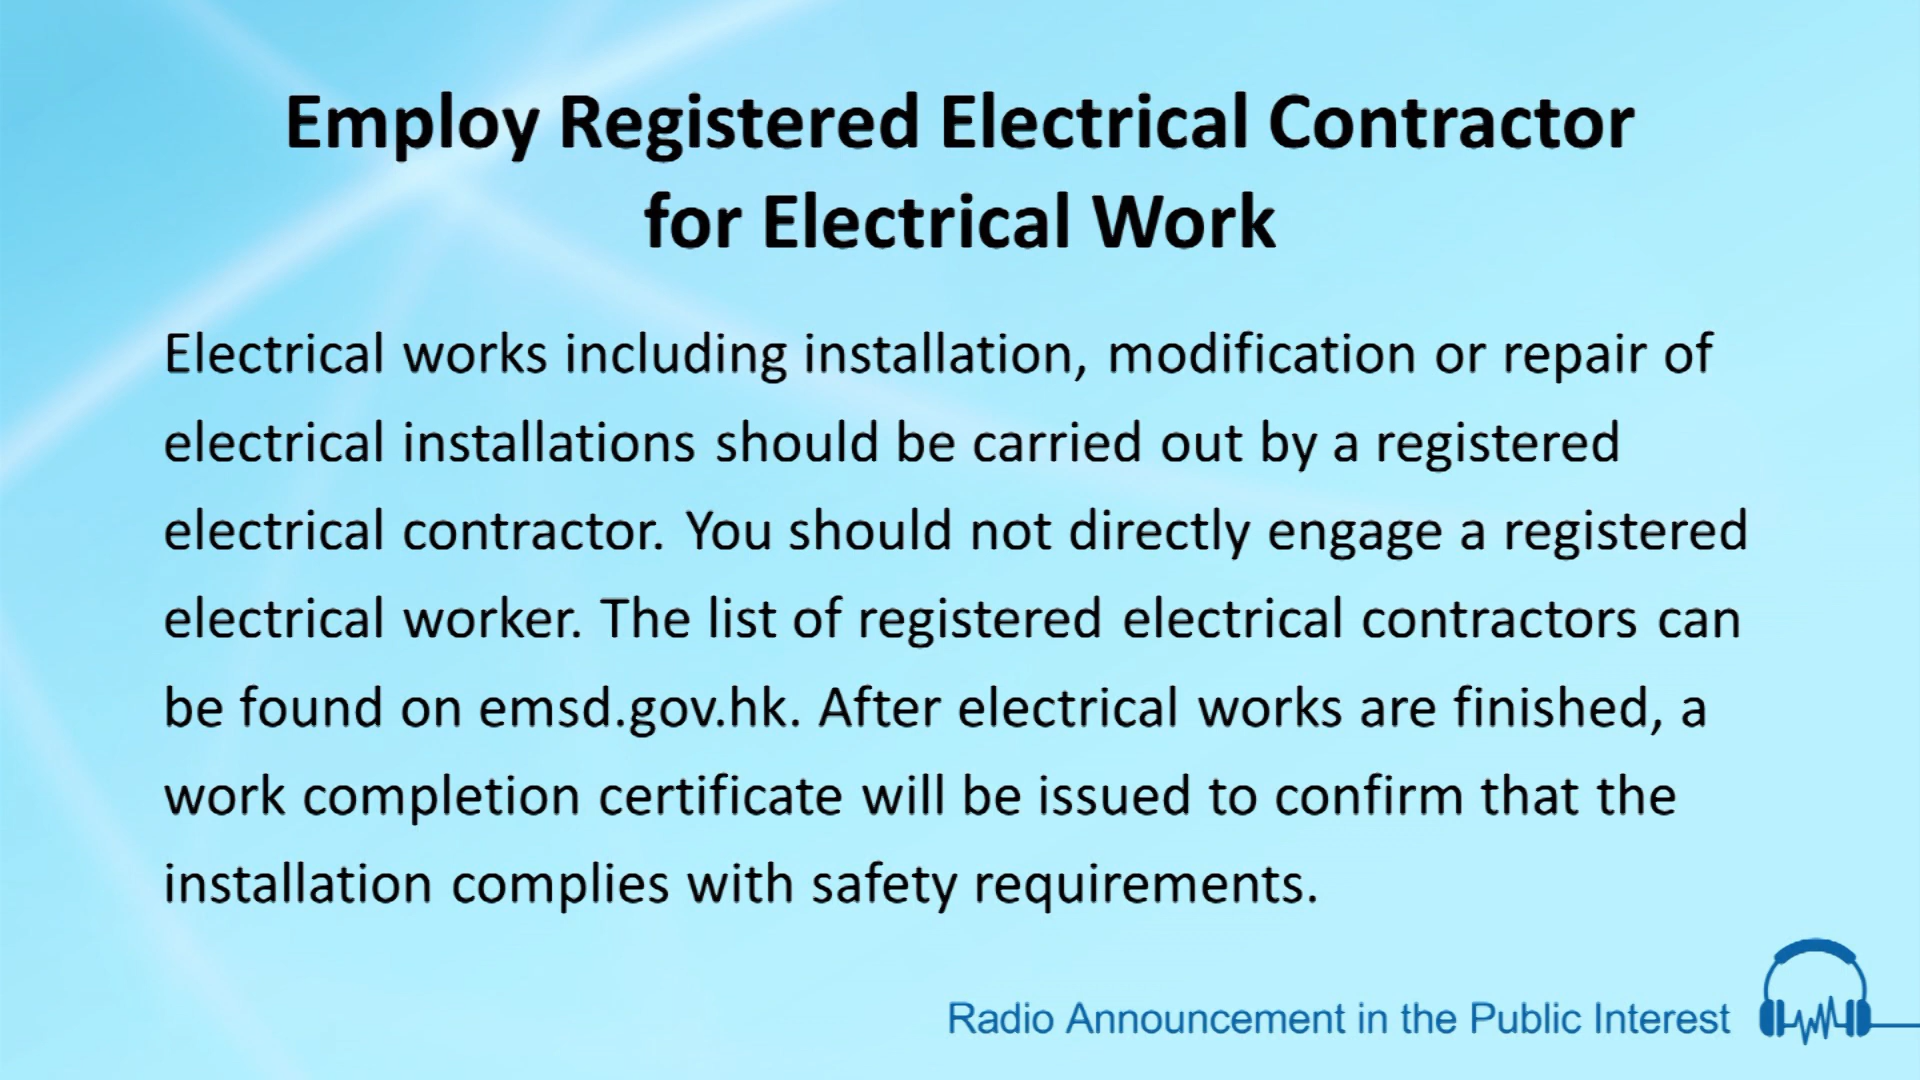 Employ Registered Electrical Contractor
for Electrical Work
Electrical works including installation, modification or repair of
electrical installations should be carried out by a registered
electrical contractor. You should not directly engage a registered
electrical worker. The list of registered electrical contractors can
be found on emsd.gov.hk. After electrical works are finished, a
work completion certificate will be issued to confirm that the
installation complies with safety requirements.
Radio Announcement in the Public Interest